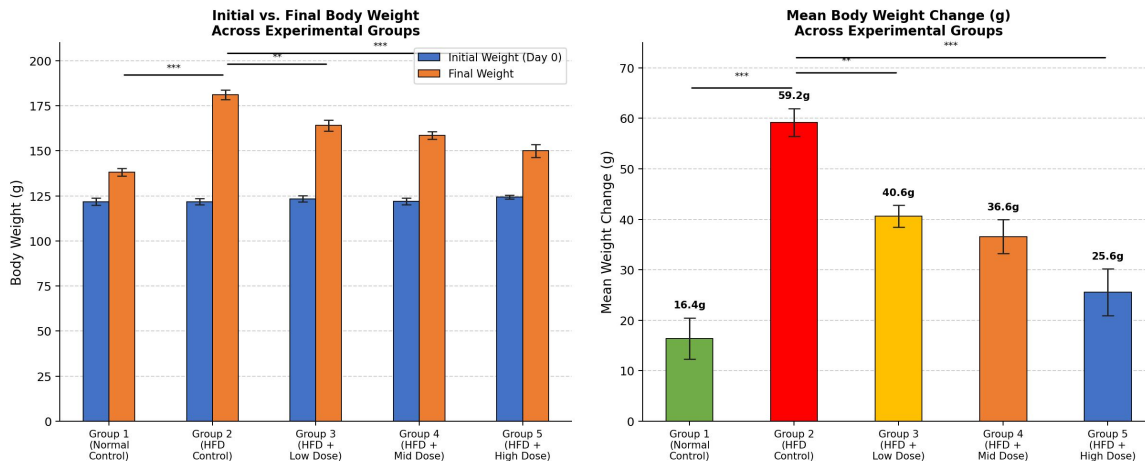 Initial vs. Final Body Weight
Across Experimental Groups
Body Weight (g)
200
175
150
125
100
75
50
25
0
***
**
***
Initial Weight (Day 0)
Final Weight
Group 1
(Normal
Control)
Group 2
(HFD
Control)
Group 3
(HFD +
Low Dose)
Group 4
(HFD +
Mid Dose)
Group 5
(HFD +
High Dose)
Mean Body Weight Change (g)
Across Experimental Groups
Mean Weight Change (g)
70
60
50
40
30
20
10
0
***
**
***
16.4g
59.2g
40.6g
36.6g
25.6g
Group 1
(Normal
Control)
Group 2
(HFD
Control)
Group 3
(HFD +
Low Dose)
Group 4
(HFD +
Mid Dose)
Group 5
(HFD +
High Dose)